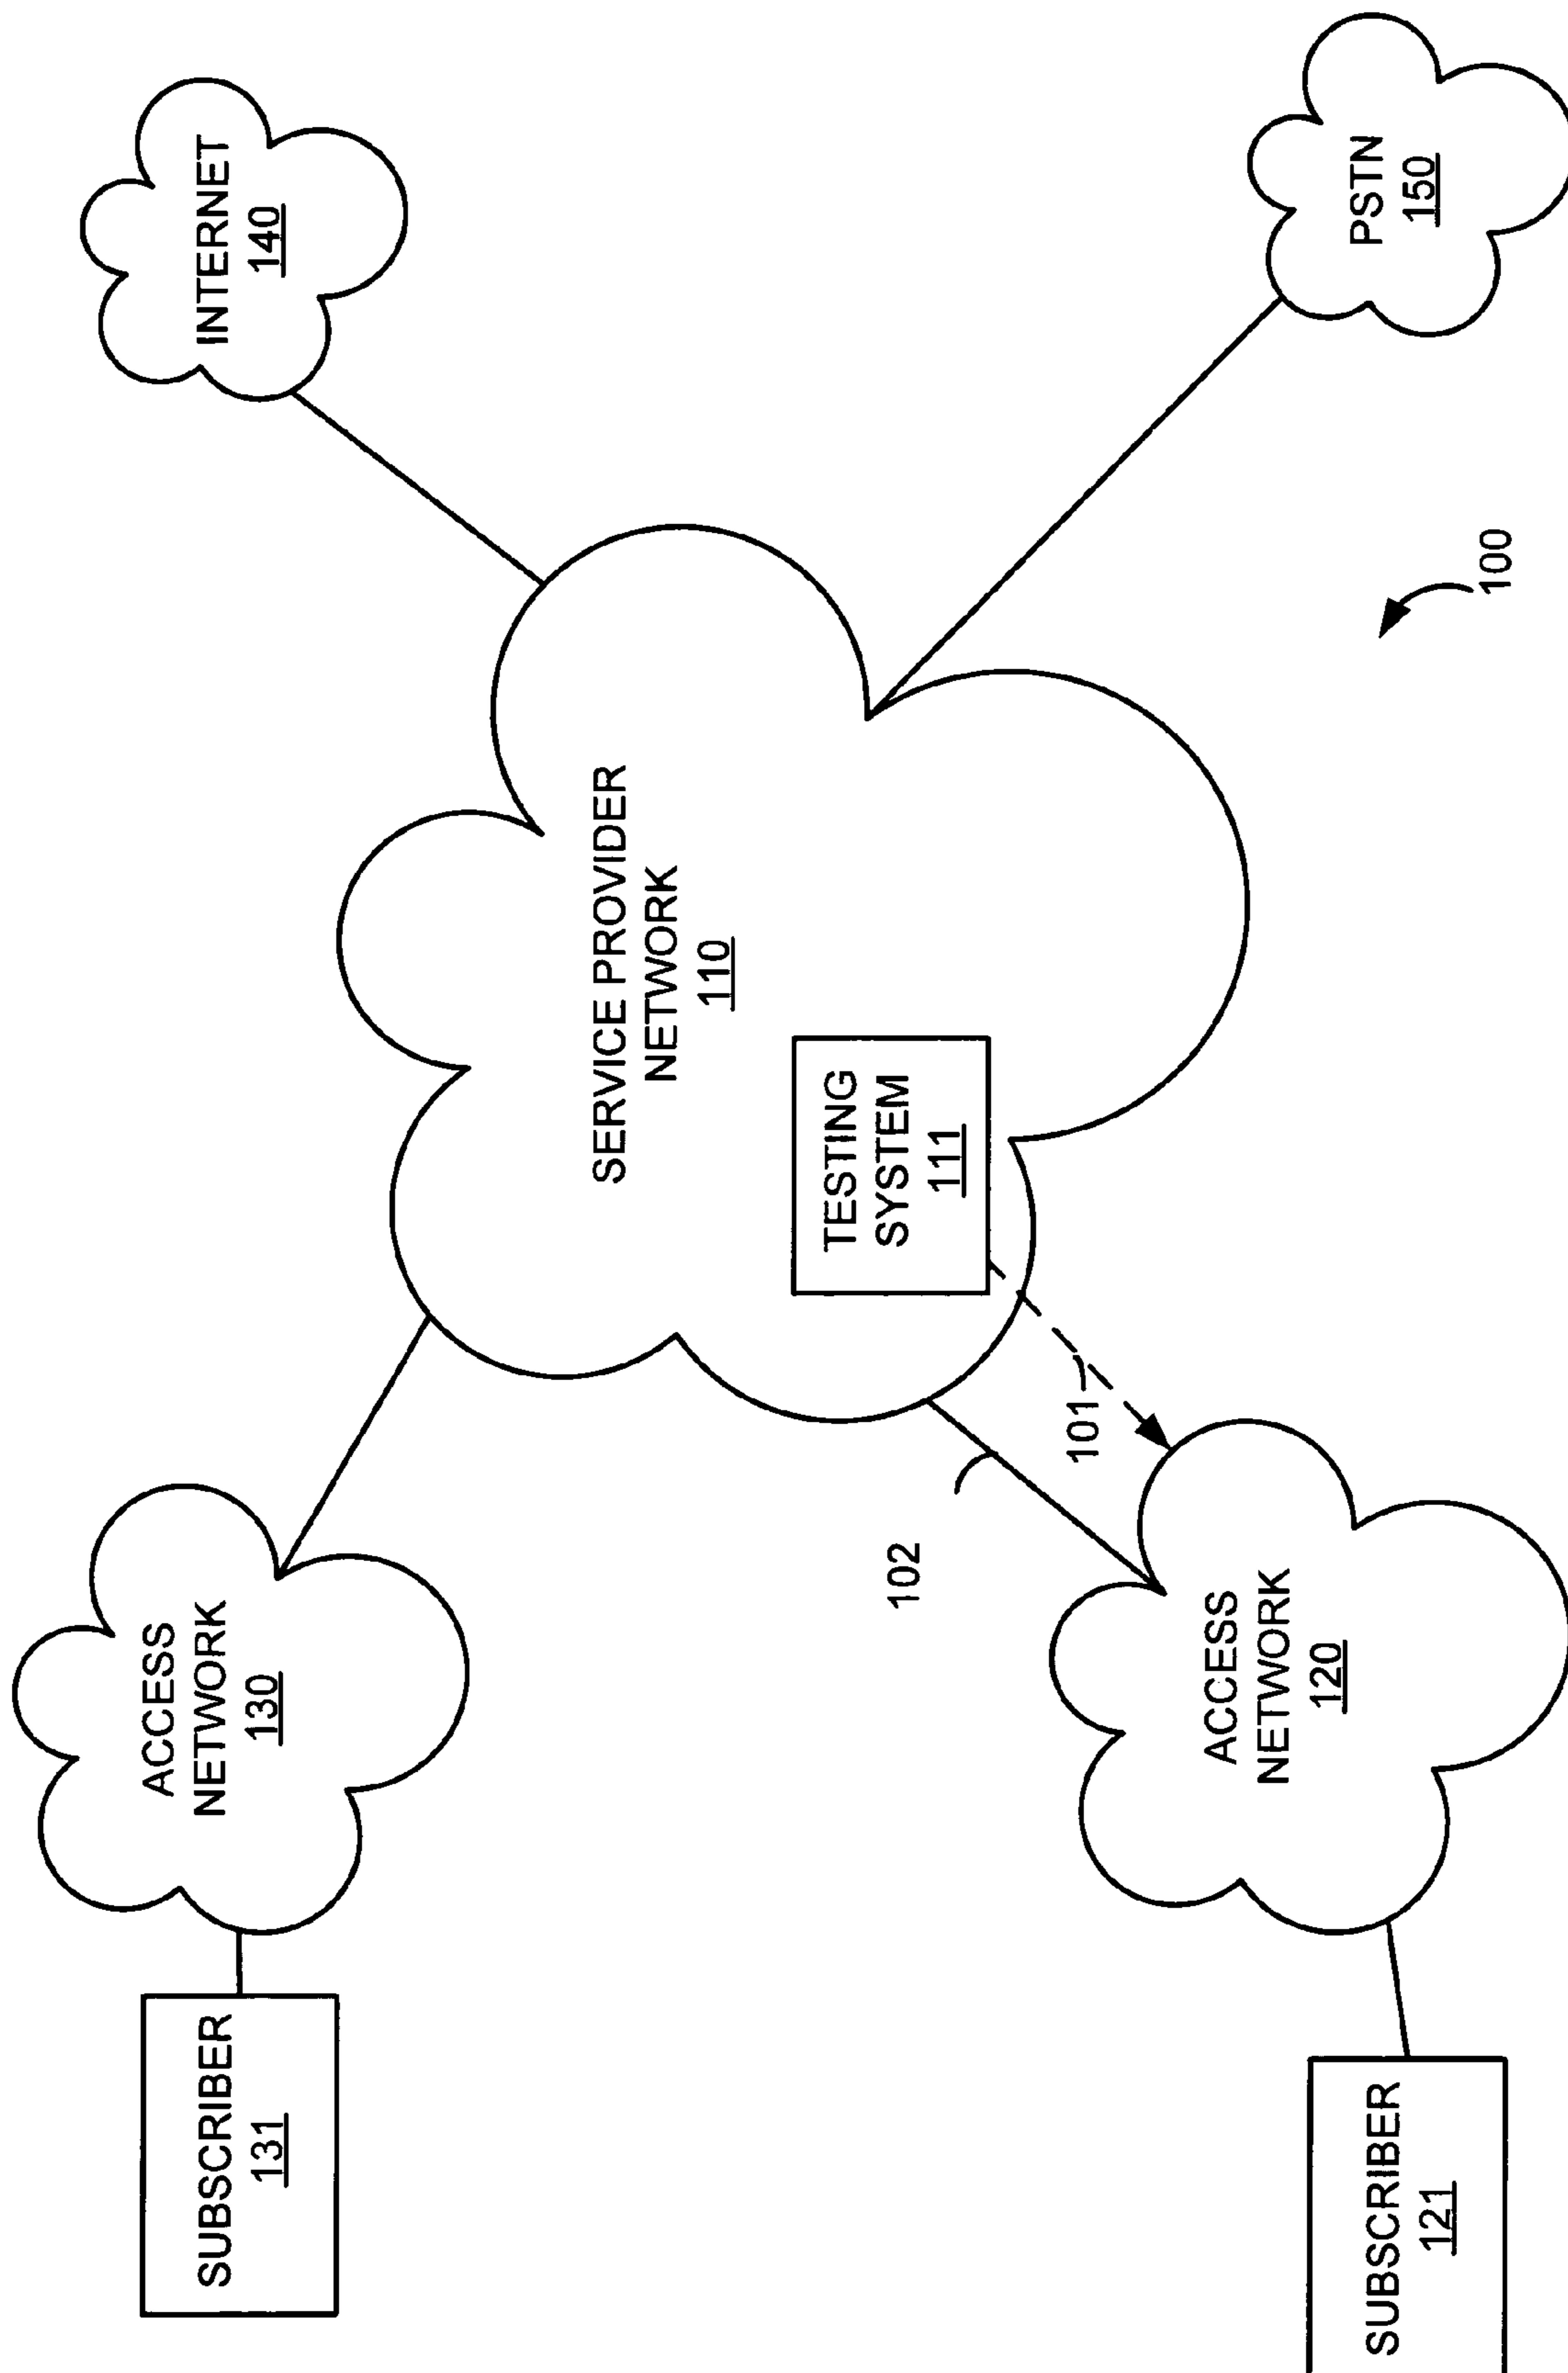 SUBSCRIBER
131
ACCESS
NETWORK
130
INTERNET
140
SERVICE PROVIDER
NETWORK
110
TESTING
SYSTEM
111
102
101
SUBSCRIBER
121
ACCESS
NETWORK
120
PSTN
150
100